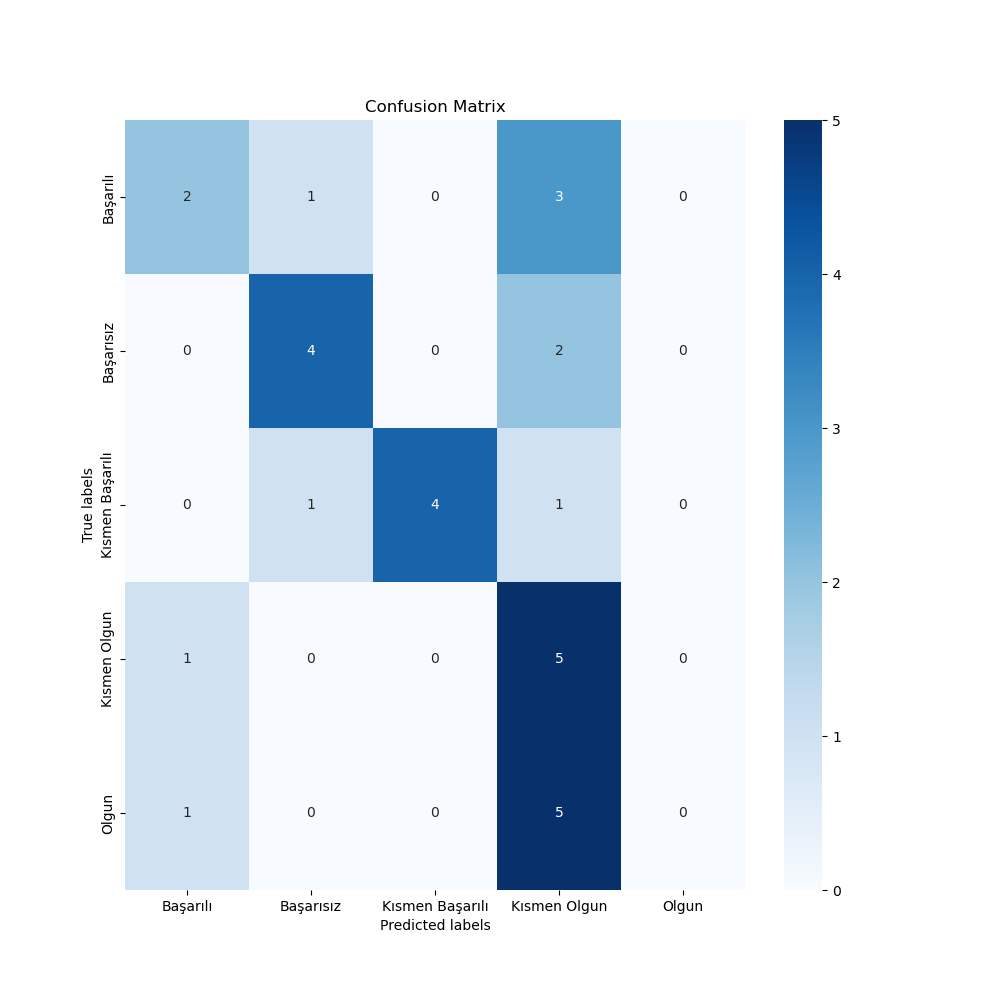 Confusion Matrix
Başarılı
2 1 0 3 0
Başarısız
0 4 0 2 0
Kısmen Başarılı
0 1 4 1 0
Kısmen Olgun
1 0 0 5 0
Olgun
1 0 0 5 0
True labels
Başarılı Başarısız Kısmen Başarılı Kısmen Olgun Olgun
Predicted labels
5
4
3
2
1
0